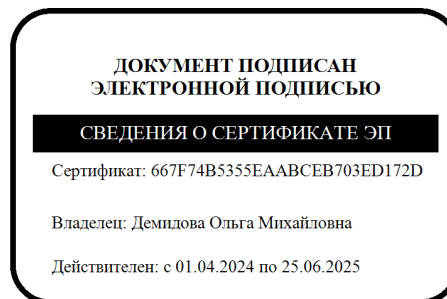 ДОКУМЕНТ ПОДПИСАН
ЭЛЕКТРОННОЙ ПОДПИСЬЮ
СВЕДЕНИЯ О СЕРТИФИКАТЕ ЭП
Сертификат: 667F74B5355EAABCEB703ED172D
Владелец: Демидова Ольга Михайловна
Действителен: с 01.04.2024 по 25.06.2025